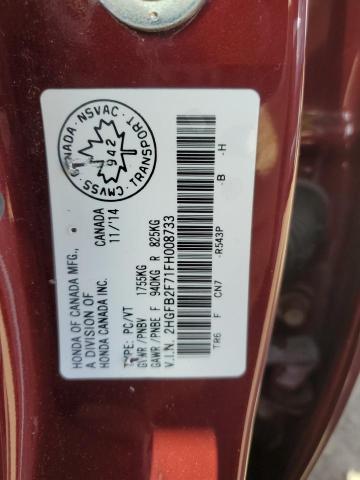 HONDA OF CANADA MFG.,
A DIVISION OF
HONDA CANADA INC.
CANADA
11/'14
CANADA NSVAC
942
CMVSS TRANSPORT
TYPE: PC/VT
GVWR /PNBV 1755KG
GAWR /PNBE F 940KG R 825KG
V.I.N. 2HGFB2F71FH008733
TR6 F CN7 -R543P -B -H